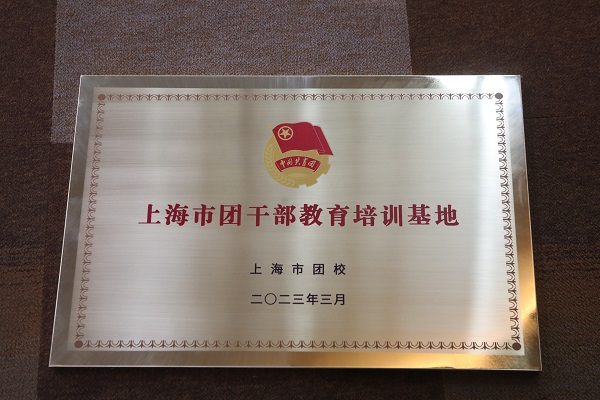 中国共青团
上海市团干部教育培训基地
上海市团校
二〇二三年三月